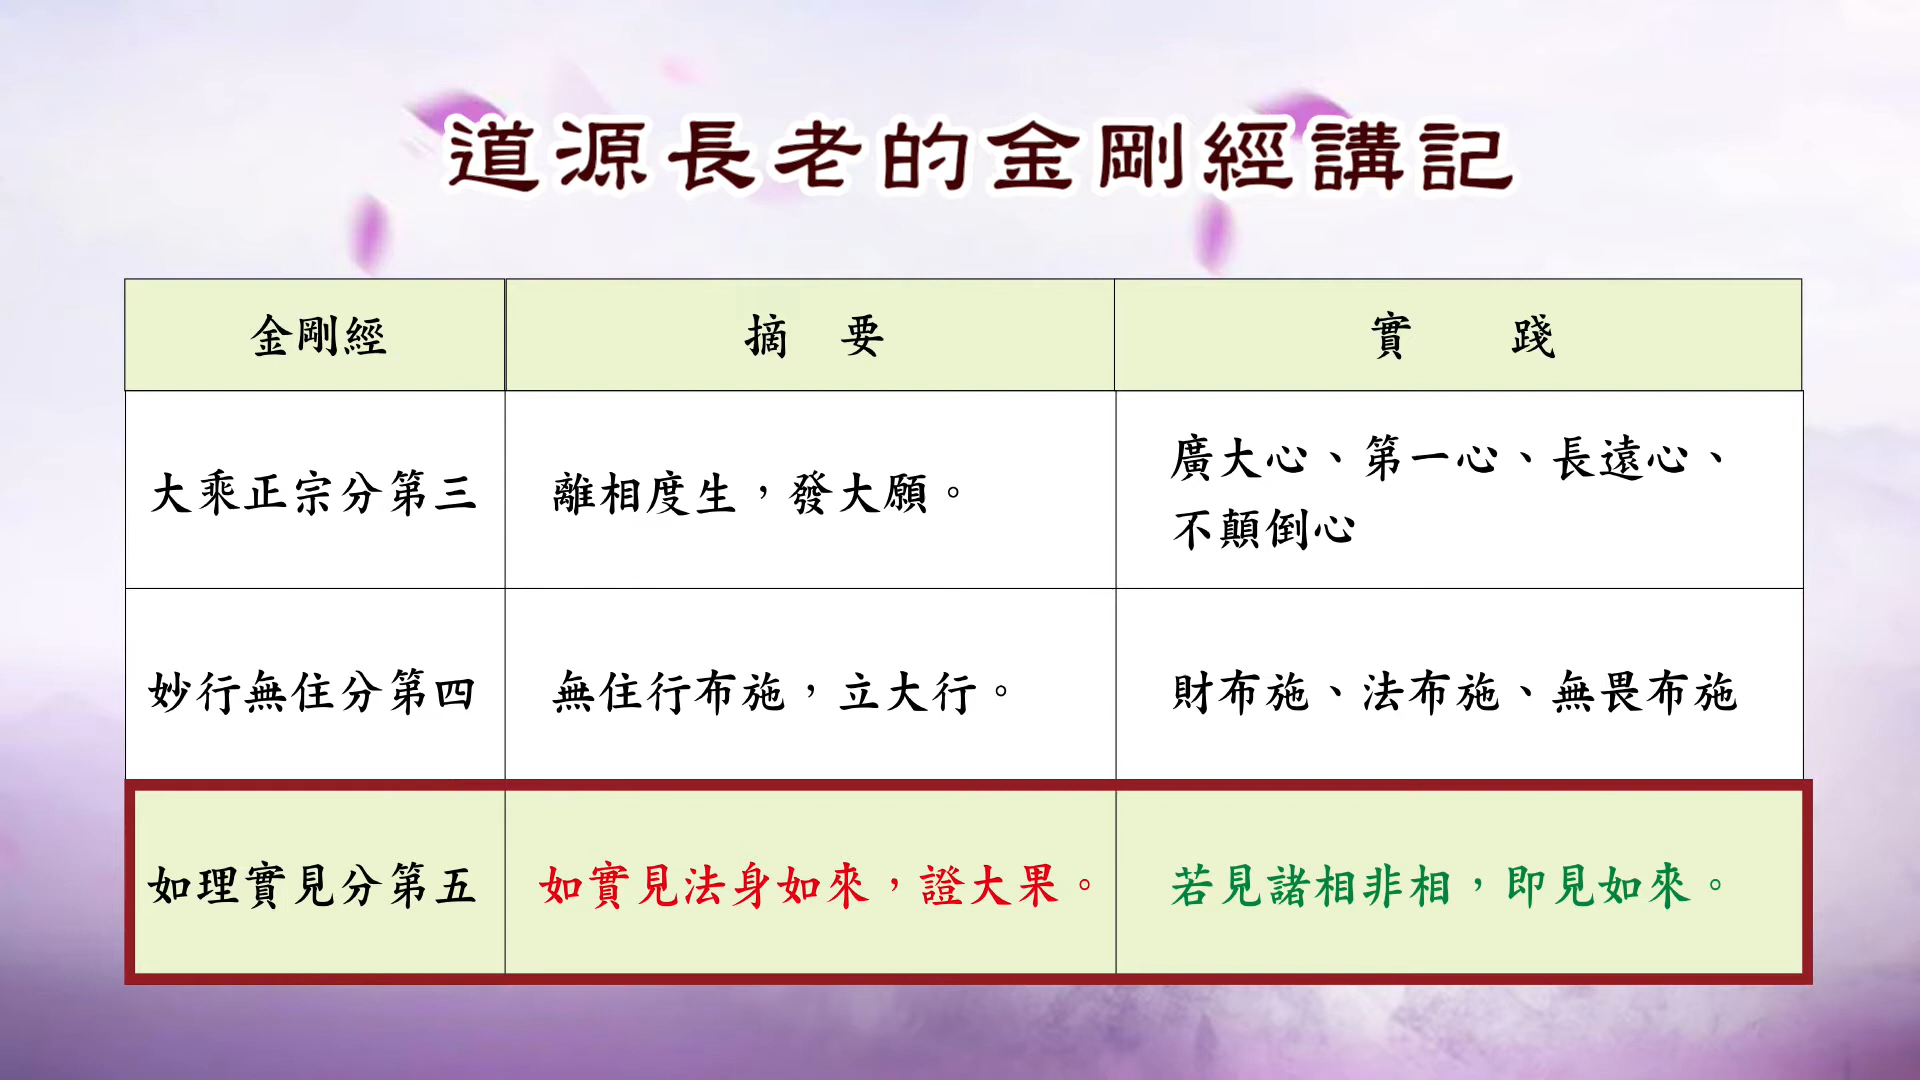 道源長老的金剛經講記
金剛經
摘 要
實 踐
大乘正宗分第三
離相度生，發大願。
廣大心、第一心、長遠心、
不顛倒心
妙行無住分第四
無住行布施，立大行。
財布施、法布施、無畏布施
如理實見分第五
如實見法身如來，證大果。
若見諸相非相，即見如來。